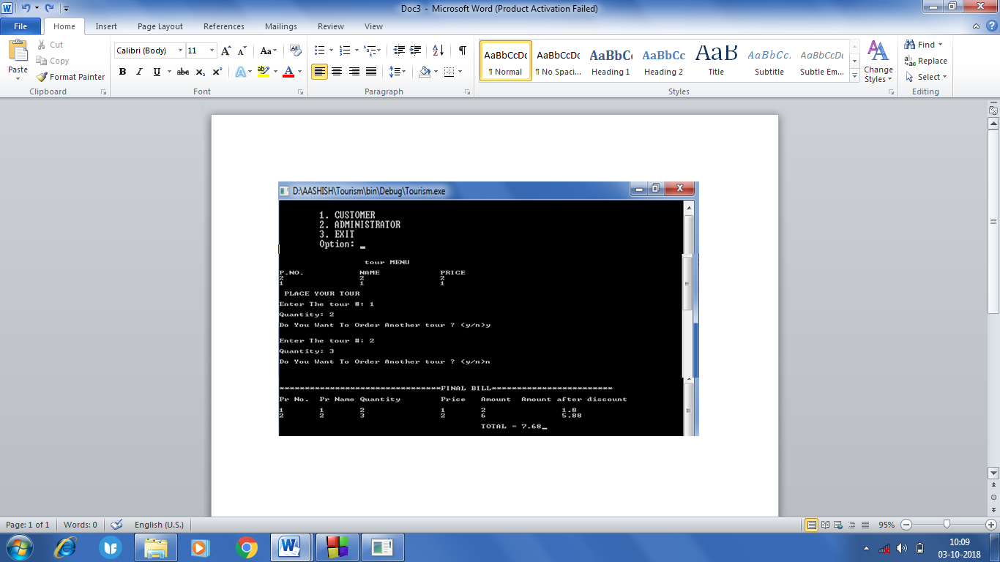 Doc3 - Microsoft Word (Product Activation Failed)
File Home Insert Page Layout References Mailings Review View
Paste
Cut
Copy
Format Painter
Clipboard
Calibri (Body) 11
Font
Paragraph
AaBbCcDc AaBbCcDc AaBbCc AaBbCc AaB AaBbCc. AaBbCcDc
¶ Normal ¶ No Spaci... Heading 1 Heading 2 Title Subtitle Subtle Em...
Change Styles
Styles
Find
Replace
Select
Editing
D:\AASHISH\Tourism\bin\Debug\Tourism.exe
1. CUSTOMER
2. ADMINISTRATOR
3. EXIT
Option: _
tour MENU
P.NO. NAME PRICE
2 2 2
1 1 1
PLACE YOUR TOUR
Enter The tour #: 1
Quantity: 2
Do You Want To Order Another tour ? (y/n)y
Enter The tour #: 2
Quantity: 3
Do You Want To Order Another tour ? (y/n)n
********************************FINAL BILL************************
Pr No. Pr Name Quantity Price Amount Amount after discount
1 1 2 1 2 1.8
2 2 3 2 6 5.88
TOTAL = 7.68_
Page: 1 of 1 Words: 0 English (U.S.) 95%
10:09
03-10-2018